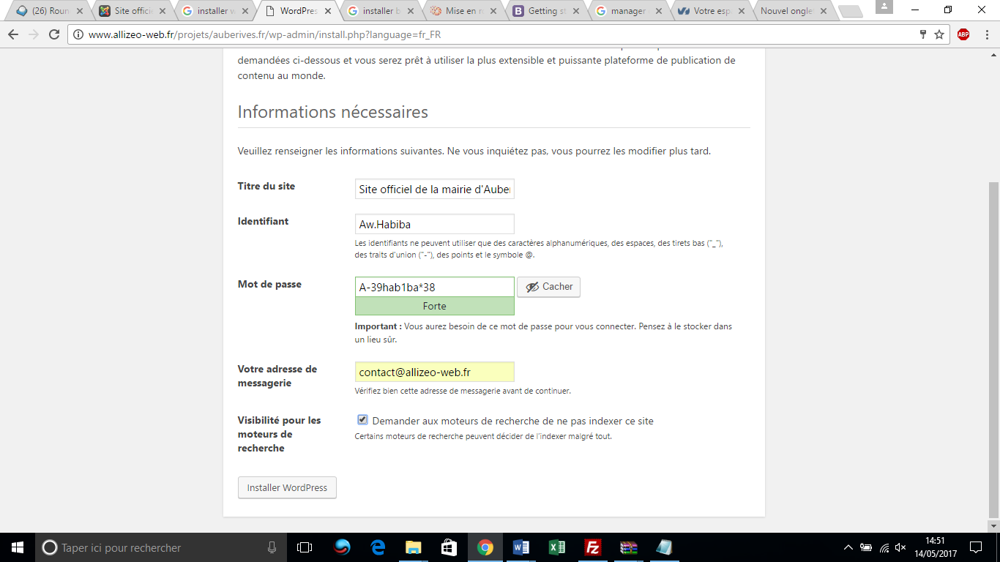 (26) Roun
Site offici
installer w
WordPres
installer b
Mise en r
Getting st
manager
Votre esp
Nouvel ongle
www.allizeo-web.fr/projets/auberives.fr/wp-admin/install.php?language=fr_FR
ABP
demandées ci-dessous et vous serez prêt à utiliser la plus extensible et puissante plateforme de publication de
contenu au monde.
Informations nécessaires
Veuillez renseigner les informations suivantes. Ne vous inquiétez pas, vous pourrez les modifier plus tard.
Titre du site
Site officiel de la mairie d'Auber
Identifiant
Aw.Habiba
Les identifiants ne peuvent utiliser que des caractères alphanumériques, des espaces, des tirets bas ("_"),
des traits d'union ("-"), des points et le symbole @.
Mot de passe
A-39hab1ba*38
Cacher
Forte
Important : Vous aurez besoin de ce mot de passe pour vous connecter. Pensez à le stocker dans
un lieu sûr.
Votre adresse de
messagerie
contact@allizeo-web.fr
Vérifiez bien cette adresse de messagerie avant de continuer.
Visibilité pour les
moteurs de
recherche
Demander aux moteurs de recherche de ne pas indexer ce site
Certains moteurs de recherche peuvent décider de l'indexer malgré tout.
Installer WordPress
Taper ici pour rechercher
14:51
14/05/2017